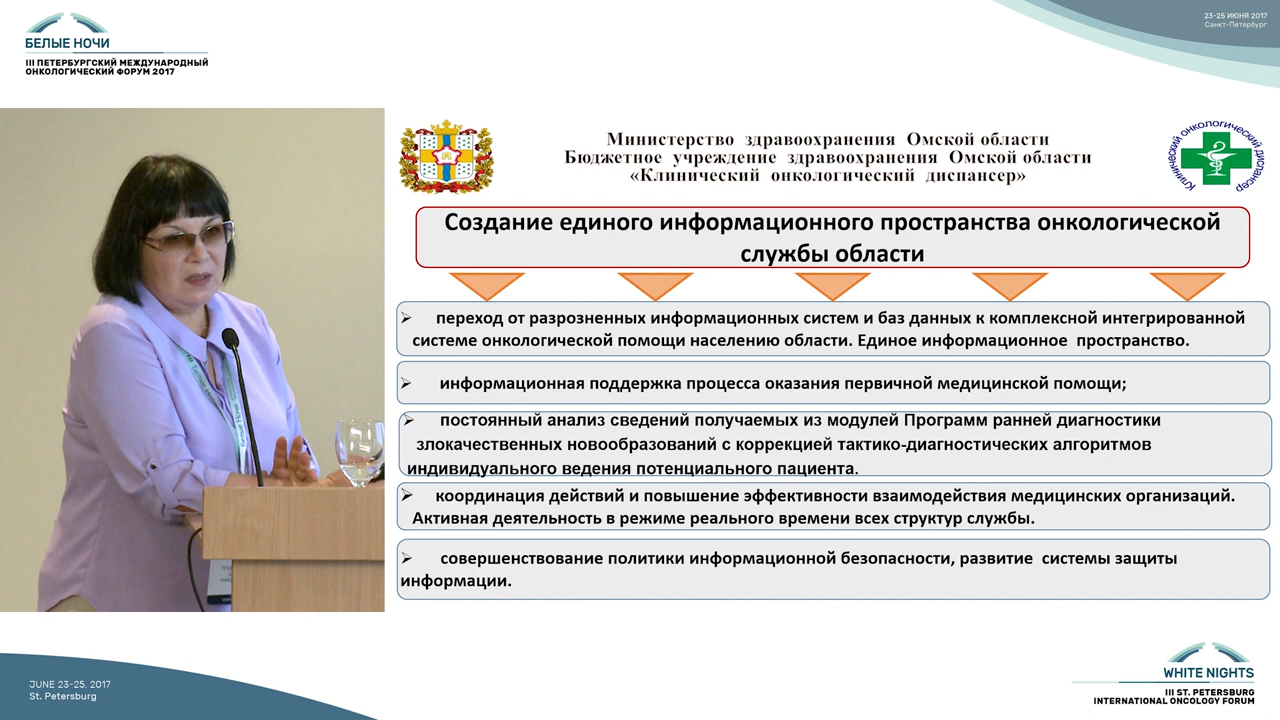 БЕЛЫЕ НОЧИ
III ПЕТЕРБУРГСКИЙ МЕЖДУНАРОДНЫЙ
ОНКОЛОГИЧЕСКИЙ ФОРУМ 2017
23-25 ИЮНЯ 2017
Санкт-Петербург
Министерство здравоохранения Омской области
Бюджетное учреждение здравоохранения Омской области
«Клинический онкологический диспансер»
Клинический онкологический диспансер
Создание единого информационного пространства онкологической
службы области
➢ переход от разрозненных информационных систем и баз данных к комплексной интегрированной
системе онкологической помощи населению области. Единое информационное пространство.
➢ информационная поддержка процесса оказания первичной медицинской помощи;
➢ постоянный анализ сведений получаемых из модулей Программ ранней диагностики
злокачественных новообразований с коррекцией тактико-диагностических алгоритмов
индивидуального ведения потенциального пациента.
➢ координация действий и повышение эффективности взаимодействия медицинских организаций.
Активная деятельность в режиме реального времени всех структур службы.
➢ совершенствование политики информационной безопасности, развитие системы защиты
информации.
JUNE 23-25, 2017
St. Petersburg
WHITE NIGHTS
III ST. PETERSBURG
INTERNATIONAL ONCOLOGY FORUM